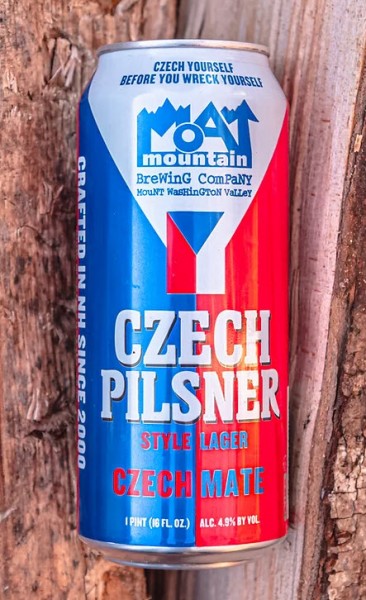 CZECH YOURSELF
BEFORE YOU WRECK YOURSELF
MOAT
mountain
BReWinG ComPaNy
MouNT WasHinGTon VaLLeY
CZECH
PILSNER
STYLE LAGER
CZECH MATE
1 PINT (16 FL. OZ.) ALC. 4.9% BY VOL.
CRAFTED IN NH SINCE 2000